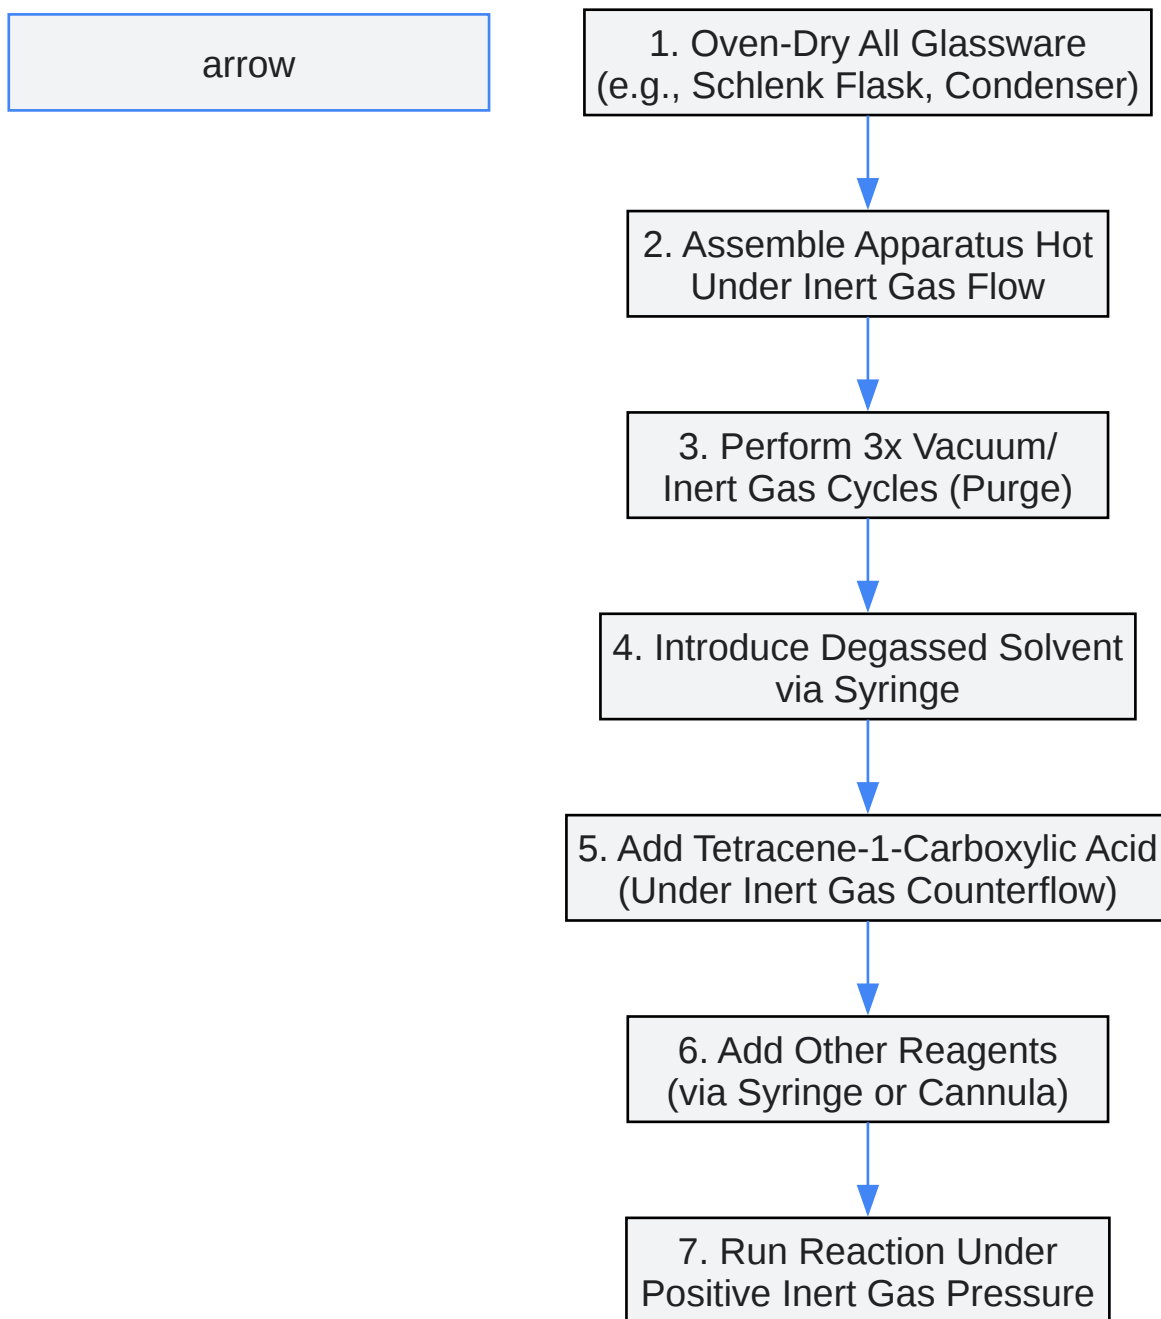 arrow
1. Oven-Dry All Glassware
(e.g., Schlenk Flask, Condenser)
2. Assemble Apparatus Hot
Under Inert Gas Flow
3. Perform 3x Vacuum/
Inert Gas Cycles (Purge)
4. Introduce Degassed Solvent
via Syringe
5. Add Tetracene-1-Carboxylic Acid
(Under Inert Gas Counterflow)
6. Add Other Reagents
(via Syringe or Cannula)
7. Run Reaction Under
Positive Inert Gas Pressure